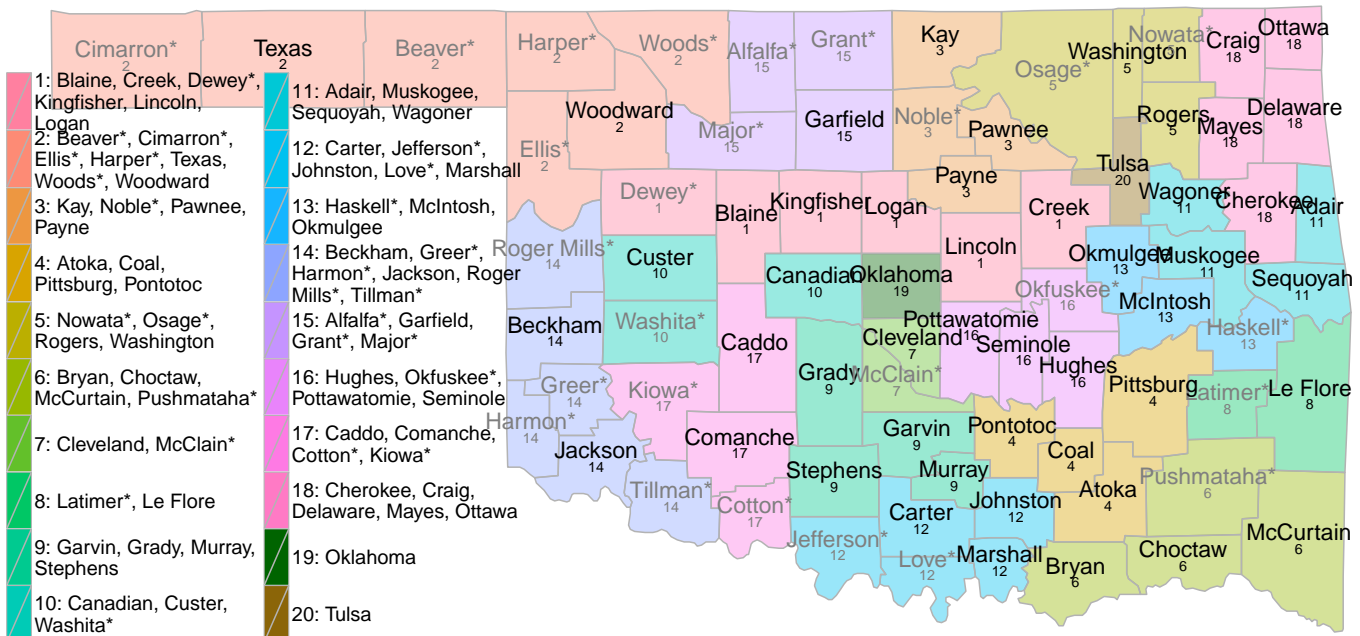 Cimarron*
2
Texas
2
Beaver*
2
Harper*
2
Woods*
2
Alfalfa*
15
Grant*
15
Kay
3
Osage*
5
Washington
5
Nowata*
5
Craig
18
Ottawa
18
Woodward
2
Ellis*
2
Major*
15
Garfield
15
Noble*
3
Pawnee
3
Payne
3
Rogers
5
Mayes
18
Delaware
18
Tulsa
20
Dewey*
1
Blaine
1
Kingfisher
1
Logan
1
Lincoln
1
Creek
1
Wagoner
11
Cherokee
18
Adair
11
Roger Mills*
14
Custer
10
Canadian
10
Oklahoma
19
Okfuskee*
16
Okmulgee
13
Muskogee
11
Sequoyah
11
McIntosh
13
Haskell*
13
Beckham
14
Washita*
10
Caddo
17
Grady
9
Cleveland
7
McClain*
7
Pottawatomie
16
Seminole
16
Hughes
16
Pittsburg
4
Latimer*
8
Le Flore
8
Greer*
14
Harmon*
14
Kiowa*
17
Jackson
14
Comanche
17
Tillman*
14
Cotton*
17
Stephens
9
Garvin
9
Murray
9
Pontotoc
4
Coal
4
Atoka
4
Pushmataha*
6
McCurtain
6
Jefferson*
12
Carter
12
Love*
12
Johnston
12
Marshall
12
Bryan
6
Choctaw
6
1: Blaine, Creek, Dewey*,
Kingfisher, Lincoln,
Logan
2: Beaver*, Cimarron*,
Ellis*, Harper*, Texas,
Woods*, Woodward
3: Kay, Noble*, Pawnee,
Payne
4: Atoka, Coal,
Pittsburg, Pontotoc
5: Nowata*, Osage*,
Rogers, Washington
6: Bryan, Choctaw,
McCurtain, Pushmataha*
7: Cleveland, McClain*
8: Latimer*, Le Flore
9: Garvin, Grady, Murray,
Stephens
10: Canadian, Custer,
Washita*
11: Adair, Muskogee,
Sequoyah, Wagoner
12: Carter, Jefferson*,
Johnston, Love*, Marshall
13: Haskell*, McIntosh,
Okmulgee
14: Beckham, Greer*,
Harmon*, Jackson, Roger
Mills*, Tillman*
15: Alfalfa*, Garfield,
Grant*, Major*
16: Hughes, Okfuskee*,
Pottawatomie, Seminole
17: Caddo, Comanche,
Cotton*, Kiowa*
18: Cherokee, Craig,
Delaware, Mayes, Ottawa
19: Oklahoma
20: Tulsa